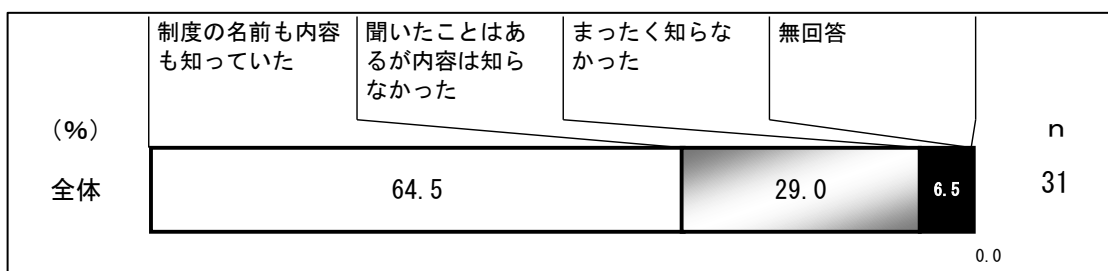 制度の名前も内容
も知っていた
聞いたことはあ
るが内容は知ら
なかった
まったく知らな
かった
無回答
（%）
n
全体
64.5
29.0
6.5
31
0.0